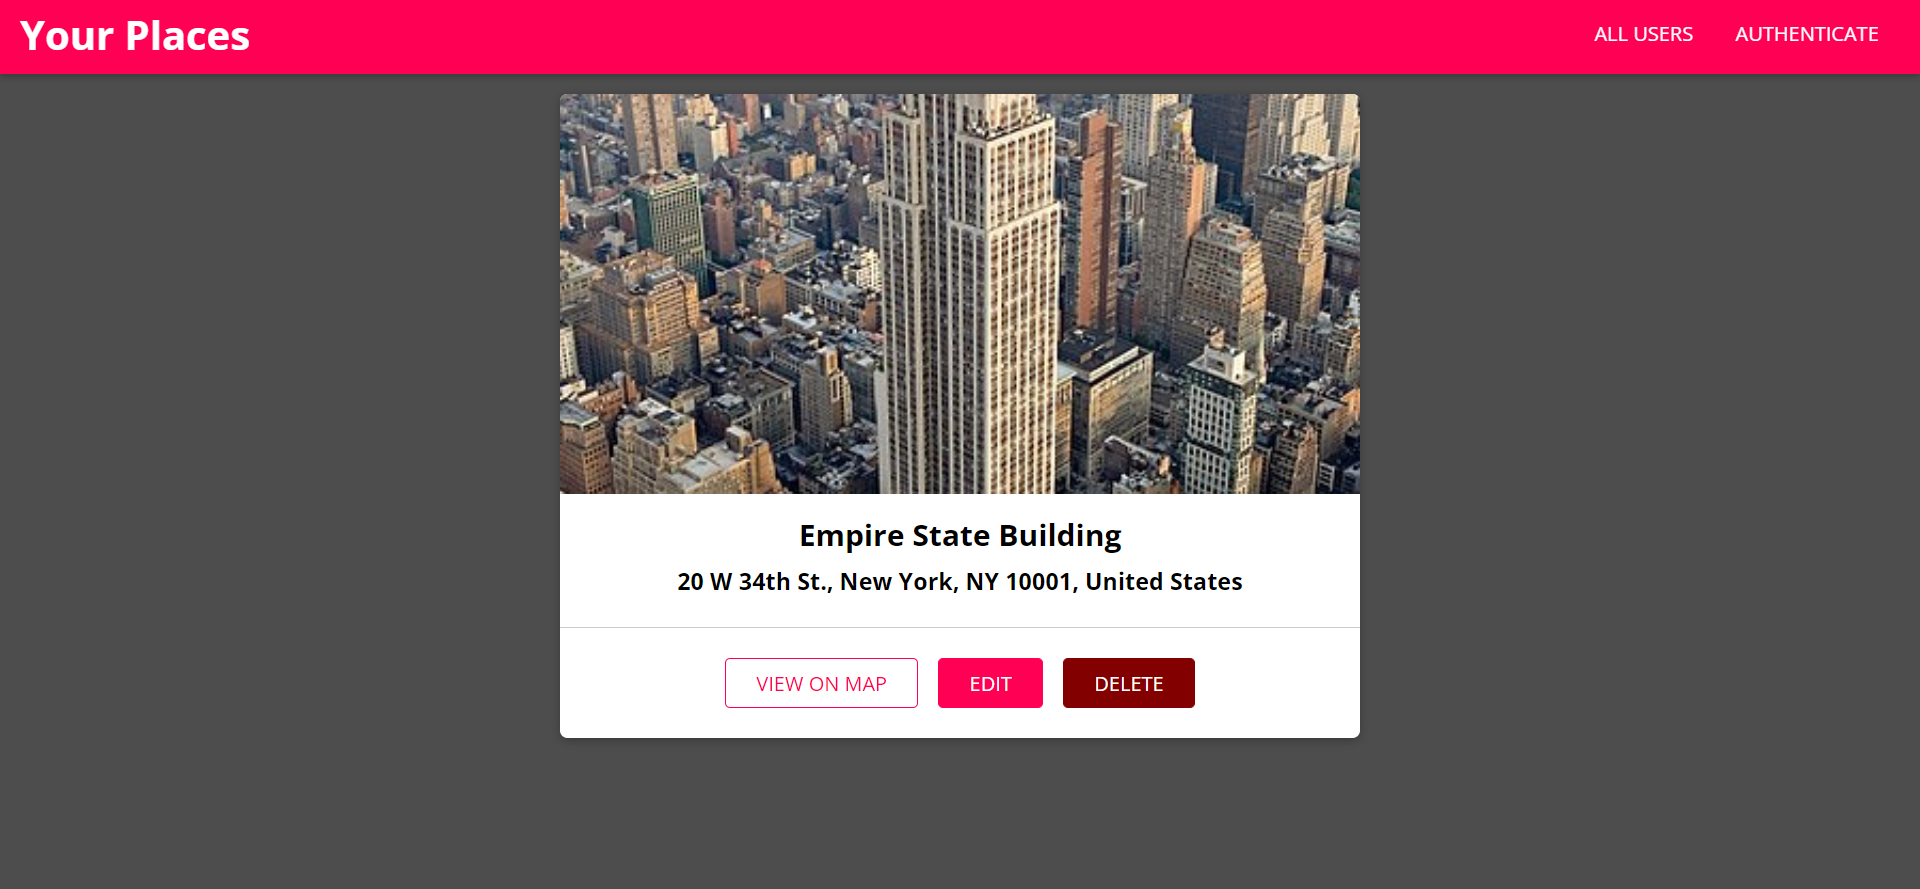 Your Places
ALL USERS
AUTHENTICATE
Empire State Building
20 W 34th St., New York, NY 10001, United States
VIEW ON MAP
EDIT
DELETE